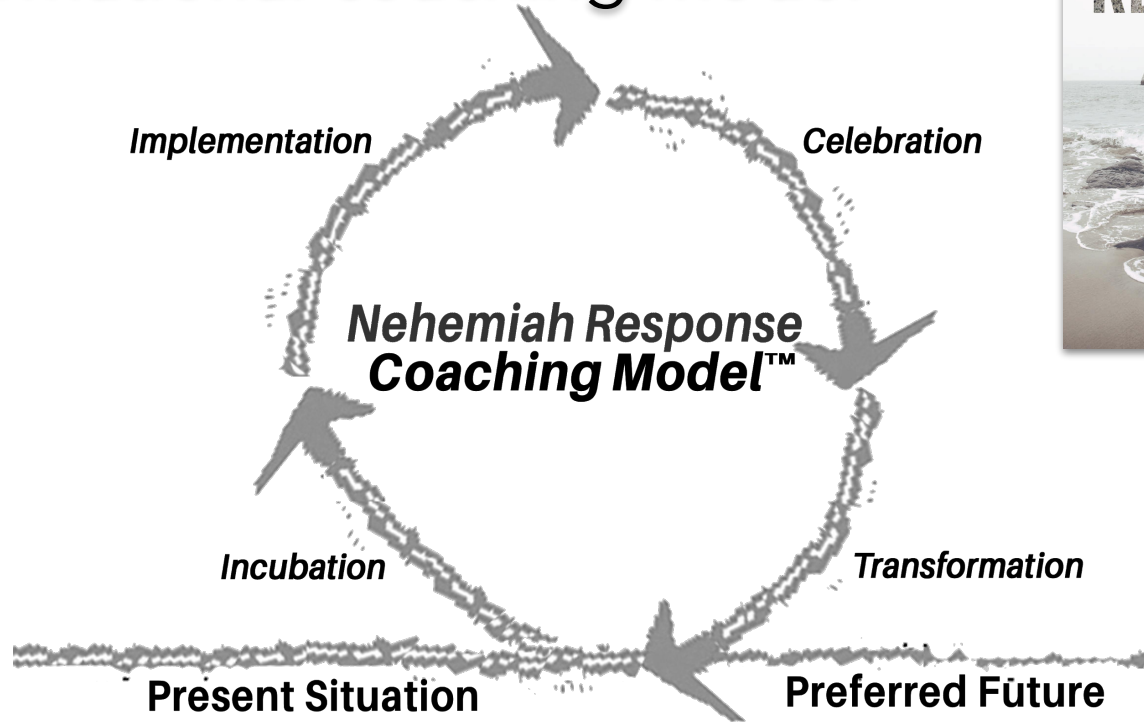 Implementation
Celebration
Nehemiah Response
Coaching Model™
Incubation
Transformation
Present Situation
Preferred Future